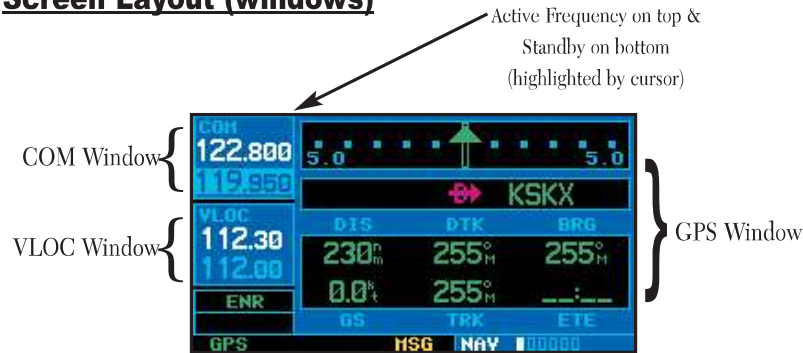 Screen Layout (windows)
Active Frequency on top &
Standby on bottom
(highlighted by cursor)
COM Window
VLOC Window
GPS Window
COM
122.800
119.950
VLOC
112.30
112.00
ENR
GPS
5.0 5.0
D KSKX
DIS DTK BRG
230nm 255°M 255°M
0.0kt 255°M __:__
GS TRK ETE
MSG NAV